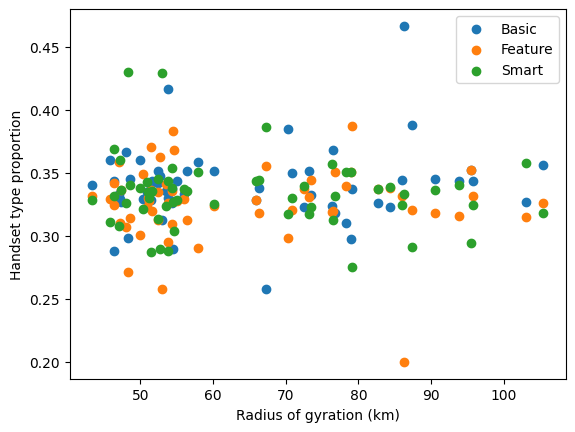 Basic
Feature
Smart
Handset type proportion
0.45
0.40
0.35
0.30
0.25
0.20
50 60 70 80 90 100
Radius of gyration (km)